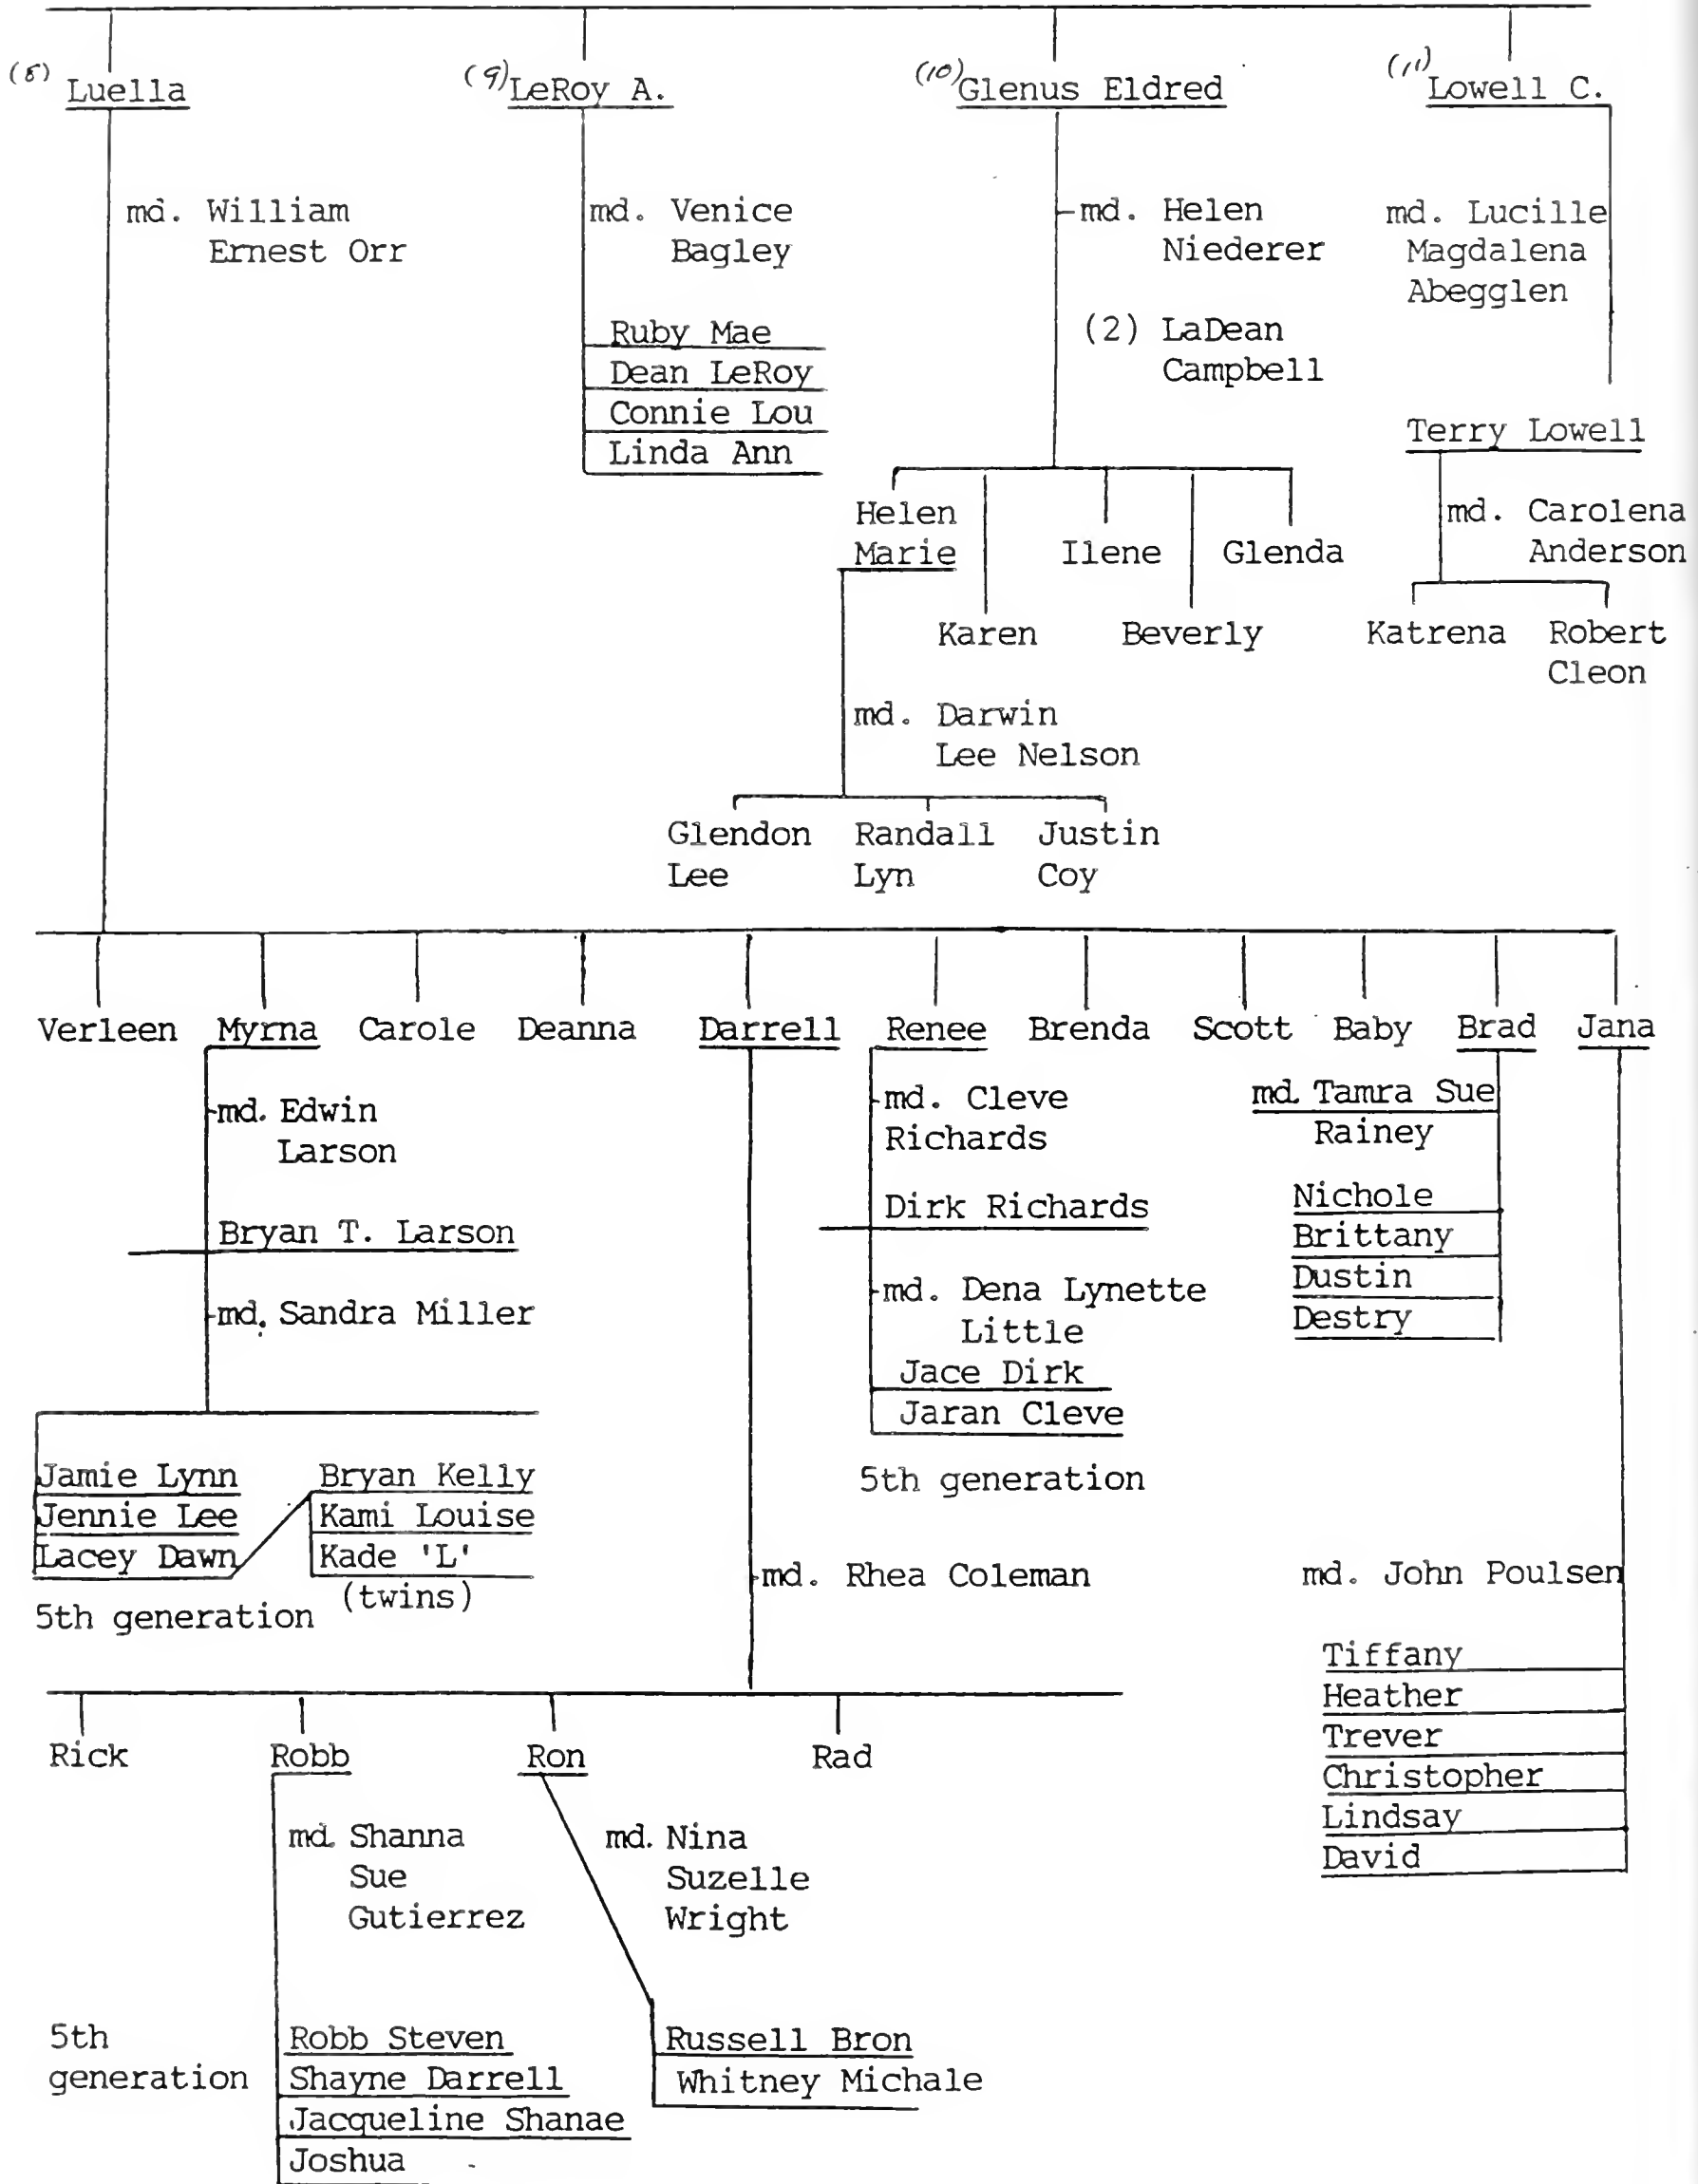 (8) Luella
(9) LeRoy A.
(10) Glenus Eldred
(11) Lowell C.
md. William
Ernest Orr
md. Venice
Bagley
Ruby Mae
Dean LeRoy
Connie Lou
Linda Ann
md. Helen
Niederer
(2) LaDean
Campbell
md. Lucille
Magdalena
Abegglen
Terry Lowell
md. Carolena
Anderson
Katrena
Robert
Cleon
Helen
Marie
Karen
Ilene
Beverly
Glenda
md. Darwin
Lee Nelson
Glendon
Lee
Randall
Lyn
Justin
Coy
Verleen Myrna Carole Deanna Darrell Renee Brenda Scott Baby Brad Jana
md. Edwin
Larson
Bryan T. Larson
md. Sandra Miller
Jamie Lynn
Jennie Lee
Lacey Dawn
Bryan Kelly
Kami Louise
Kade 'L'
(twins)
5th generation
md. Cleve
Richards
Dirk Richards
md. Dena Lynette
Little
Jace Dirk
Jaran Cleve
5th generation
md. Tamra Sue
Rainey
Nichole
Brittany
Dustin
Destry
md. Rhea Coleman
md. John Poulsen
Tiffany
Heather
Trever
Christopher
Lindsay
David
Rick Robb Ron Rad
md. Shanna
Sue
Gutierrez
md. Nina
Suzelle
Wright
5th
generation
Robb Steven
Shayne Darrell
Jacqueline Shanae
Joshua
Russell Bron
Whitney Michale